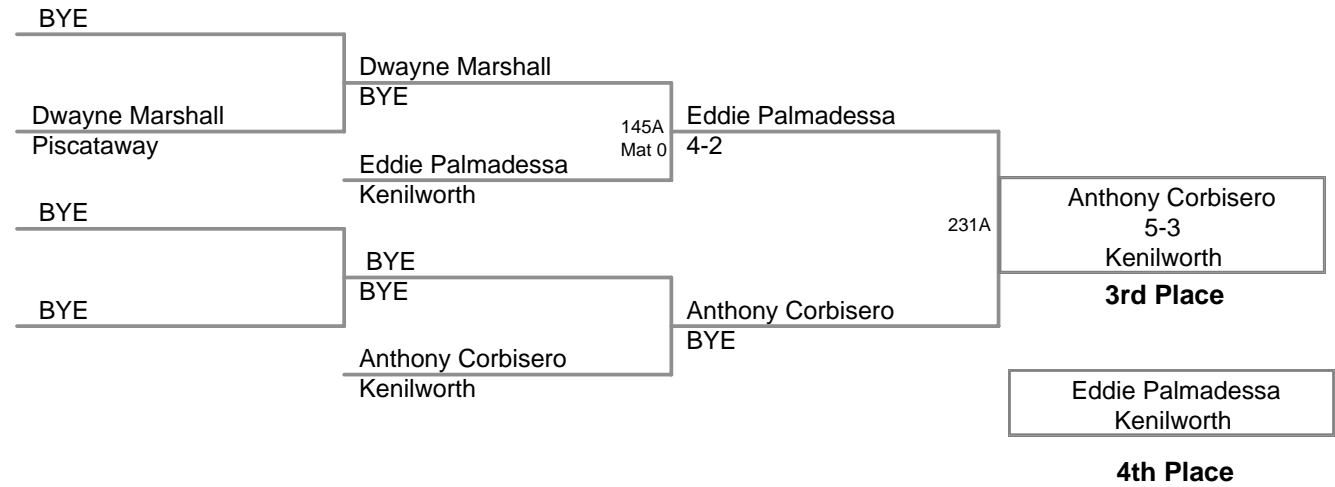 BYE
Dwayne Marshall
BYE
Dwayne Marshall
Piscataway
145A
Mat 0
Eddie Palmadessa
4-2
Eddie Palmadessa
Kenilworth
BYE
231A
Anthony Corbisero
5-3
Kenilworth
3rd Place
BYE
BYE
BYE
Anthony Corbisero
BYE
Anthony Corbisero
Kenilworth
Eddie Palmadessa
Kenilworth
4th Place